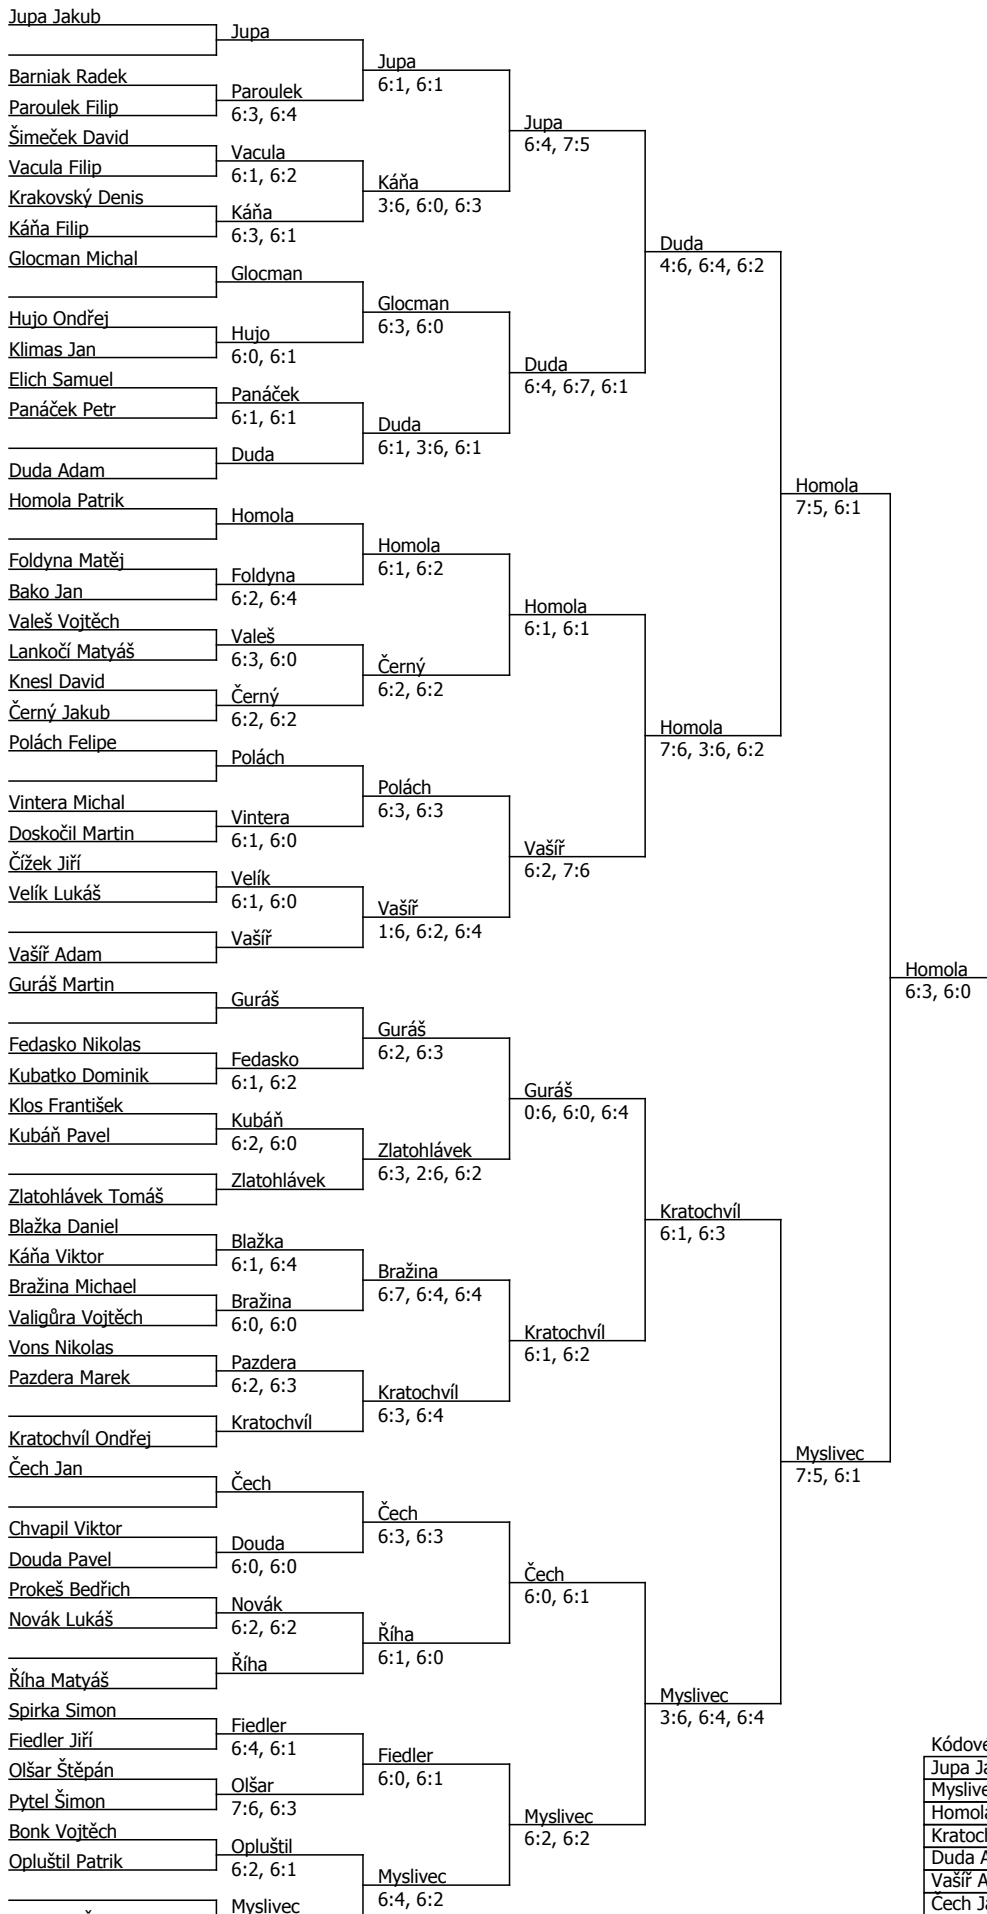 Jupa Jakub
Jupa
Jupa
6:1, 6:1
Barniak Radek
Paroulek
6:3, 6:4
Paroulek Filip
Jupa
6:4, 7:5
Šimeček David
Vacula
6:1, 6:2
Vacula Filip
Káňa
3:6, 6:0, 6:3
Krakovský Denis
Káňa
6:3, 6:1
Káňa Filip
Duda
4:6, 6:4, 6:2
Glocman Michal
Glocman
Glocman
6:3, 6:0
Hujo Ondřej
Hujo
6:0, 6:1
Klimas Jan
Duda
6:4, 6:7, 6:1
Elich Samuel
Panáček
6:1, 6:1
Panáček Petr
Duda
6:1, 3:6, 6:1
Duda
Duda Adam
Homola
7:5, 6:1
Homola Patrik
Homola
Homola
6:1, 6:2
Foldyna Matěj
Foldyna
6:2, 6:4
Bako Jan
Homola
6:1, 6:1
Valeš Vojtěch
Valeš
6:3, 6:0
Lankočí Matyáš
Černý
6:2, 6:2
Knesl David
Černý
6:2, 6:2
Černý Jakub
Homola
7:6, 3:6, 6:2
Polách Felipe
Polách
Polách
6:3, 6:3
Vintera Michal
Vintera
6:1, 6:0
Doskočil Martin
Vašíř
6:2, 7:6
Čížek Jiří
Velík
6:1, 6:0
Velík Lukáš
Vašíř
1:6, 6:2, 6:4
Vašíř
Vašíř Adam
Homola
6:3, 6:0
Guráš Martin
Guráš
Guráš
6:2, 6:3
Fedasko Nikolas
Fedasko
6:1, 6:2
Kubatko Dominik
Guráš
0:6, 6:0, 6:4
Klos František
Kubáň
6:2, 6:0
Kubáň Pavel
Zlatohlávek
6:3, 2:6, 6:2
Zlatohlávek
Zlatohlávek Tomáš
Kratochvíl
6:1, 6:3
Blažka Daniel
Blažka
6:1, 6:4
Káňa Viktor
Bražina
6:7, 6:4, 6:4
Bražina Michael
Bražina
6:0, 6:0
Valigůra Vojtěch
Kratochvíl
6:1, 6:2
Vons Nikolas
Pazdera
6:2, 6:3
Pazdera Marek
Kratochvíl
6:3, 6:4
Kratochvíl
Kratochvíl Ondřej
Myslivec
7:5, 6:1
Čech Jan
Čech
Čech
6:3, 6:3
Chvapil Viktor
Douda
6:0, 6:0
Douda Pavel
Čech
6:0, 6:1
Prokeš Bedřich
Novák
6:2, 6:2
Novák Lukáš
Říha
6:1, 6:0
Říha
Říha Matyáš
Myslivec
3:6, 6:4, 6:4
Spirka Simon
Fiedler
6:4, 6:1
Fiedler Jiří
Fiedler
6:0, 6:1
Olšar Štěpán
Olšar
7:6, 6:3
Pytel Šimon
Myslivec
6:2, 6:2
Bonk Vojtěch
Opluštil
6:2, 6:1
Opluštil Patrik
Myslivec
6:4, 6:2
Myslivec
Kódové
Jupa Ja
Myslive
Homola
Kratoch
Duda A
Vašíř A
Čech Ja